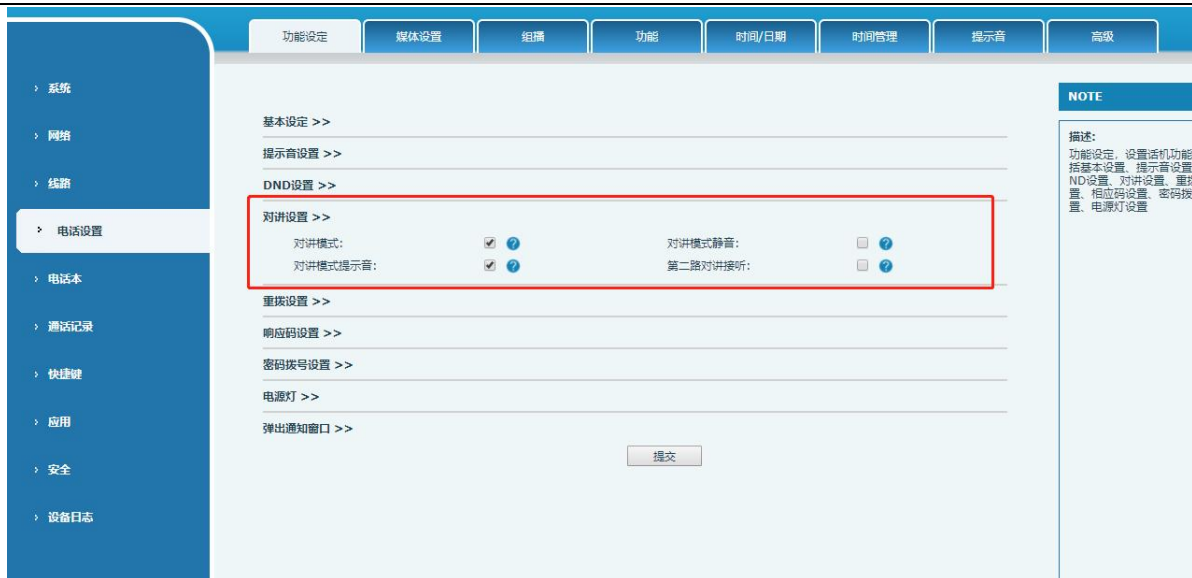 功能设定 媒体设置 组播 功能 时间/日期 时间管理 提示音 高级
› 系统
› 网络
› 线路
› 电话设置
› 电话本
› 通话记录
› 快捷键
› 应用
› 安全
› 设备日志
基本设定 >>
提示音设置 >>
DND设置 >>
对讲设置 >>
对讲模式: 对讲模式静音:
对讲模式提示音: 第二路对讲接听:
重拨设置 >>
响应码设置 >>
密码拨号设置 >>
电源灯 >>
弹出通知窗口 >>
提交
NOTE
描述:
功能设定, 设置话机功能
括基本设置、提示音设置
ND设置、对讲设置、重拨
置、相应码设置、密码拨
置、电源灯设置